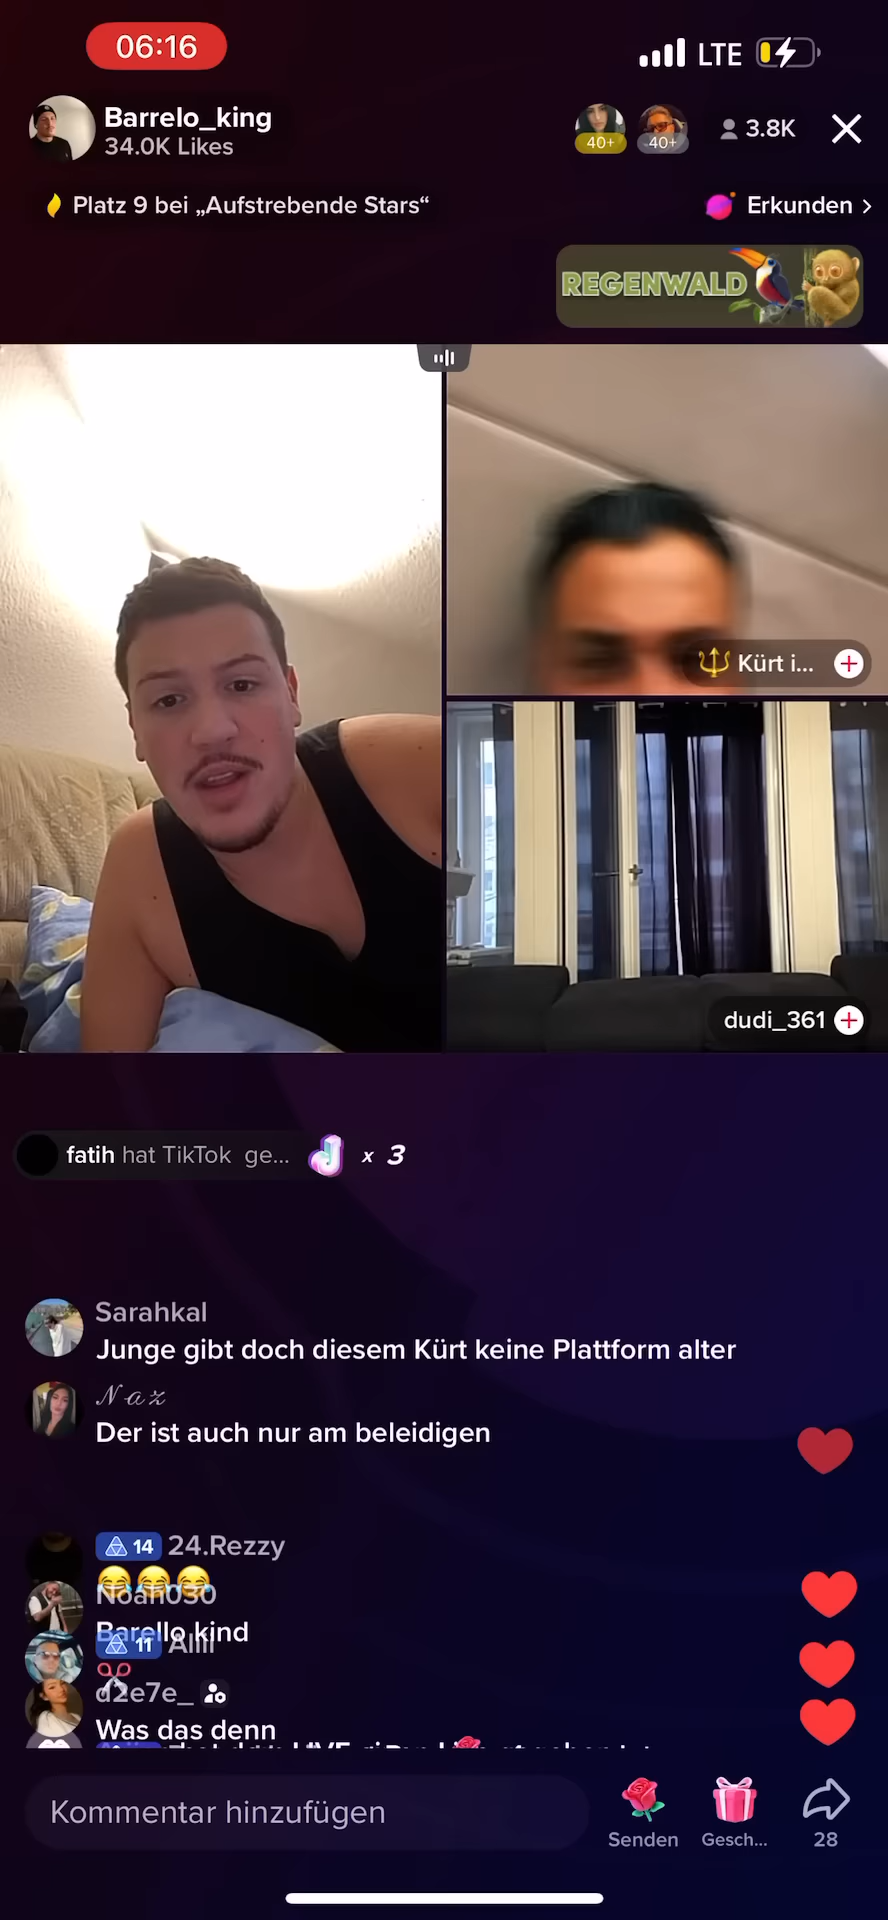 06:16
LTE
Barrelo_king
34.0K Likes
40+
40+
3.8K
Platz 9 bei „Aufstrebende Stars“
Erkunden >
REGENWALD
Kürt i...
dudi_361
fatih hat TikTok ge... x 3
Sarahkal
Junge gibt doch diesem Kürt keine Plattform alter
𝒩𝒶𝓏
Der ist auch nur am beleidigen
14 24.Rezzy
😂😂😂
Noah030
Barello kind
11
d2e7e_
Was das denn
Kommentar hinzufügen
Senden
Gesch...
28